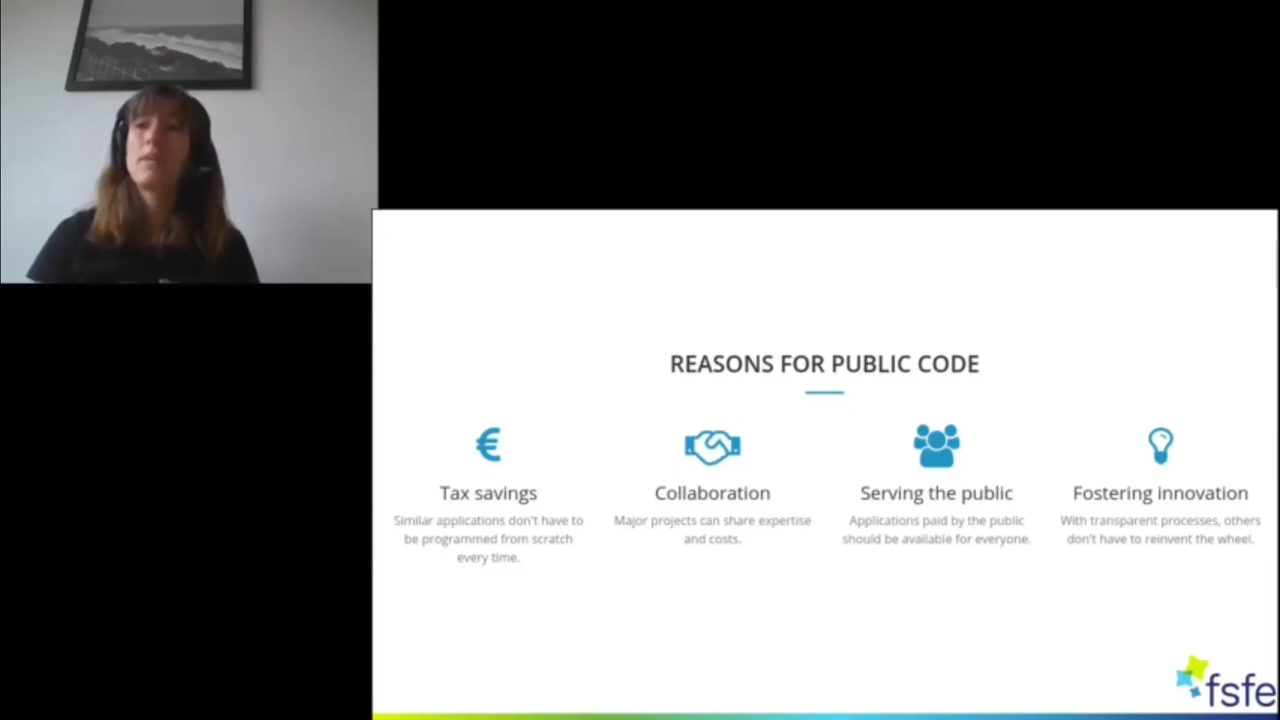 REASONS FOR PUBLIC CODE
€
Tax savings
Similar applications don't have to
be programmed from scratch
every time.
Collaboration
Major projects can share expertise
and costs.
Serving the public
Applications paid by the public
should be available for everyone.
Fostering innovation
With transparent processes, others
don't have to reinvent the wheel.
fsfe